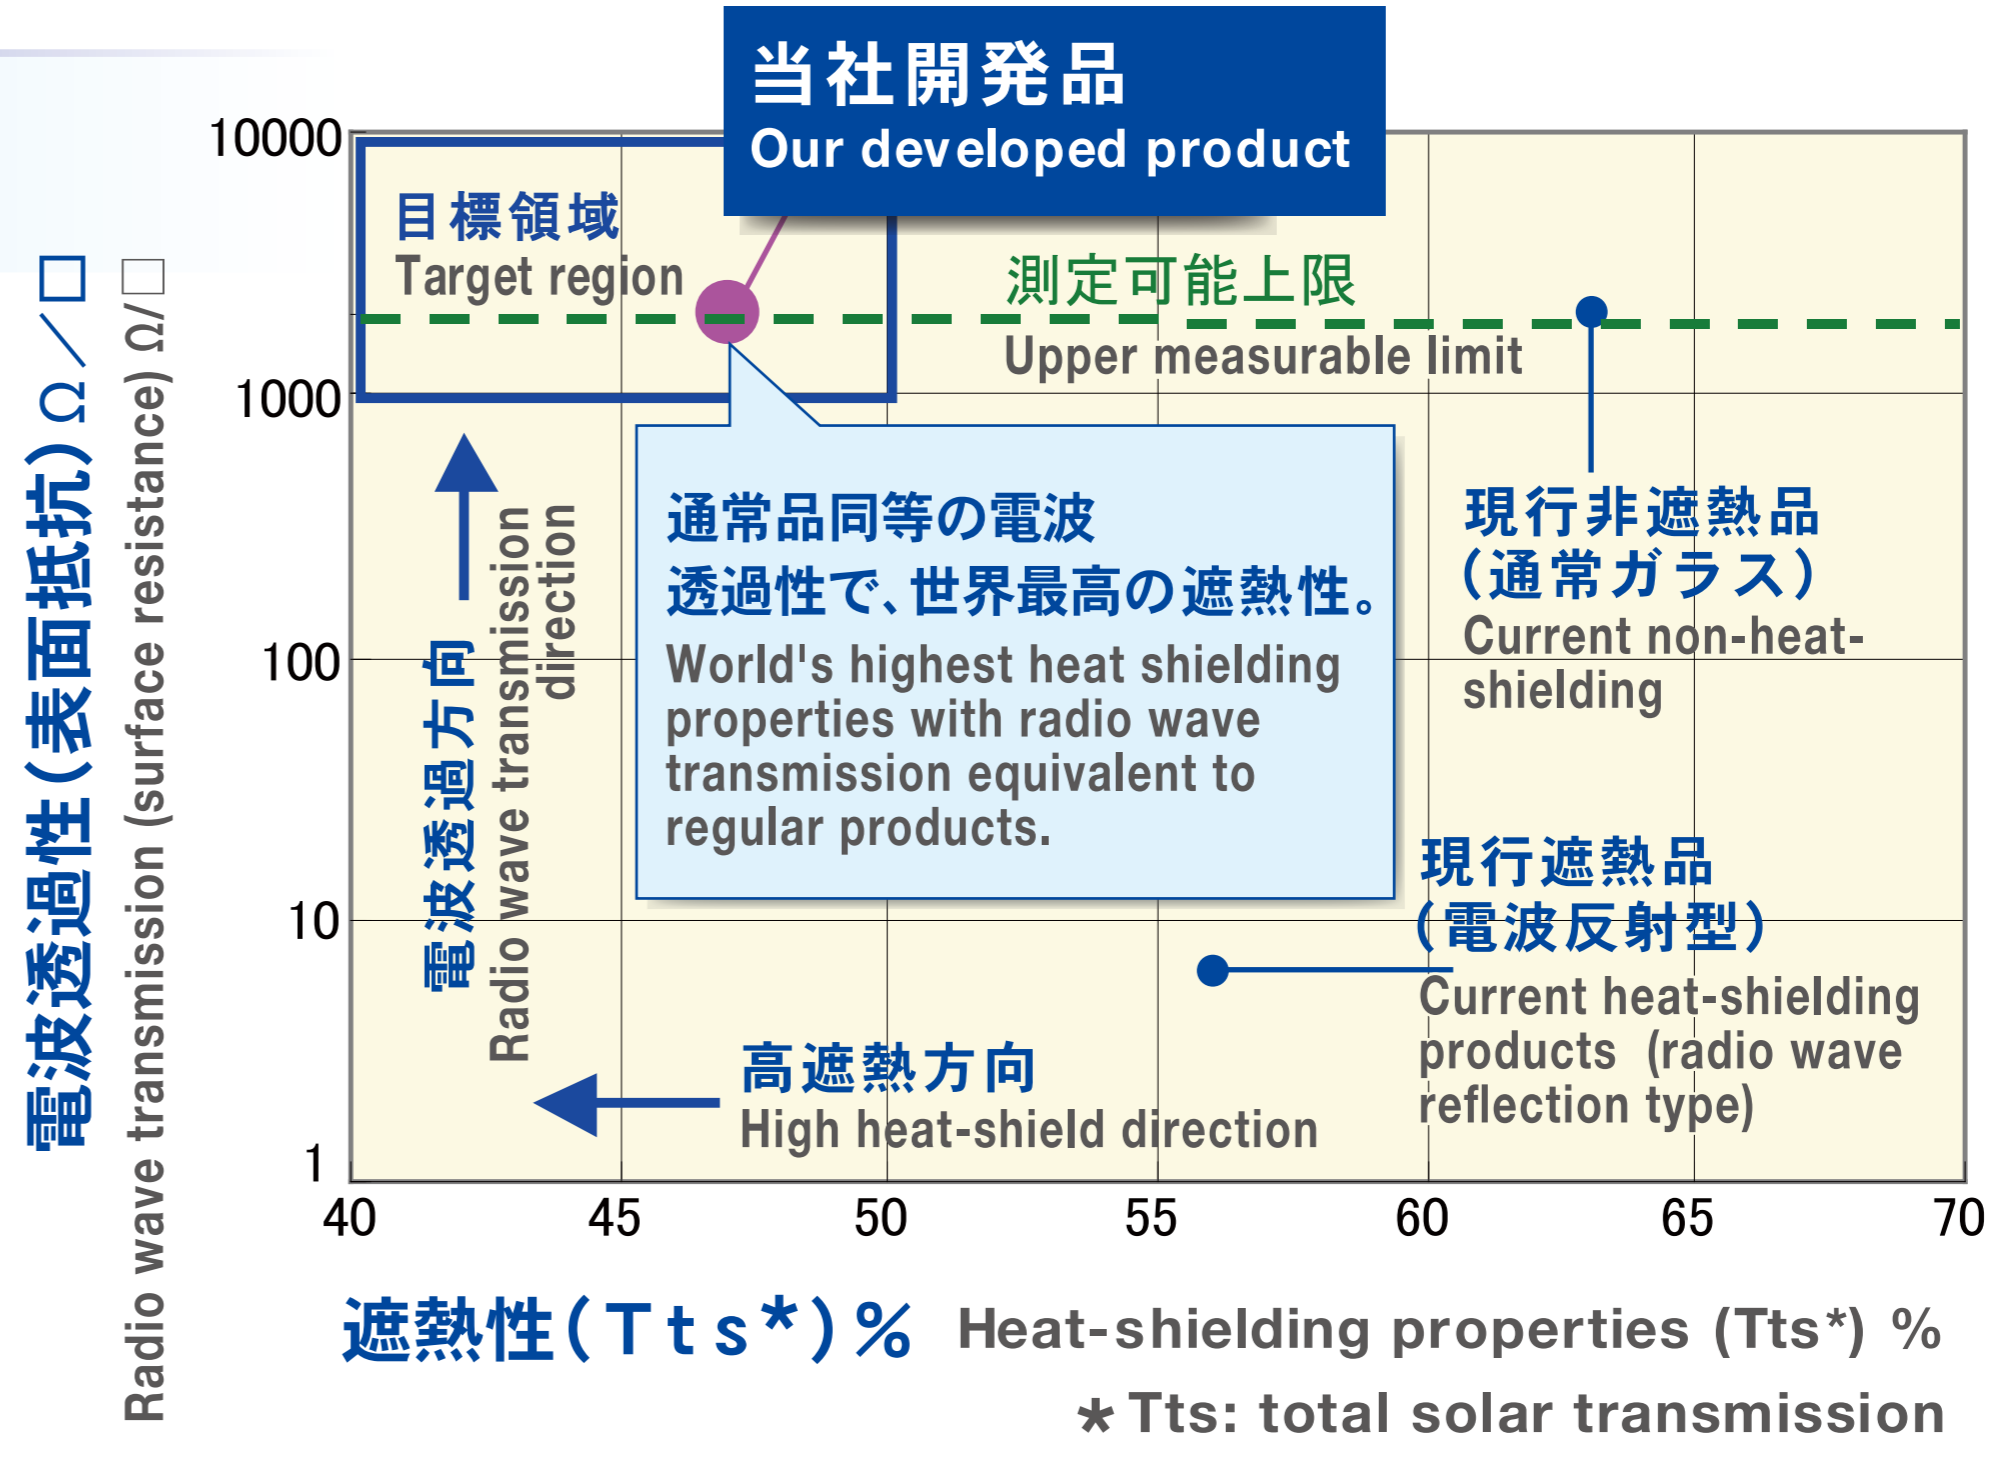 当社開発品
Our developed product
10000
1000
100
10
1
電波透過性（表面抵抗）Ω／□
Radio wave transmission (surface resistance) Ω/□
目標領域
Target region
測定可能上限
Upper measurable limit
電波透過方向
Radio wave transmission
direction
通常品同等の電波
透過性で、世界最高の遮熱性。
World's highest heat shielding
properties with radio wave
transmission equivalent to
regular products.
現行非遮熱品
（通常ガラス）
Current non-heat-
shielding
現行遮熱品
（電波反射型）
Current heat-shielding
products (radio wave
reflection type)
高遮熱方向
High heat-shield direction
40 45 50 55 60 65 70
遮熱性（Tts*）% Heat-shielding properties (Tts*) %
* Tts: total solar transmission